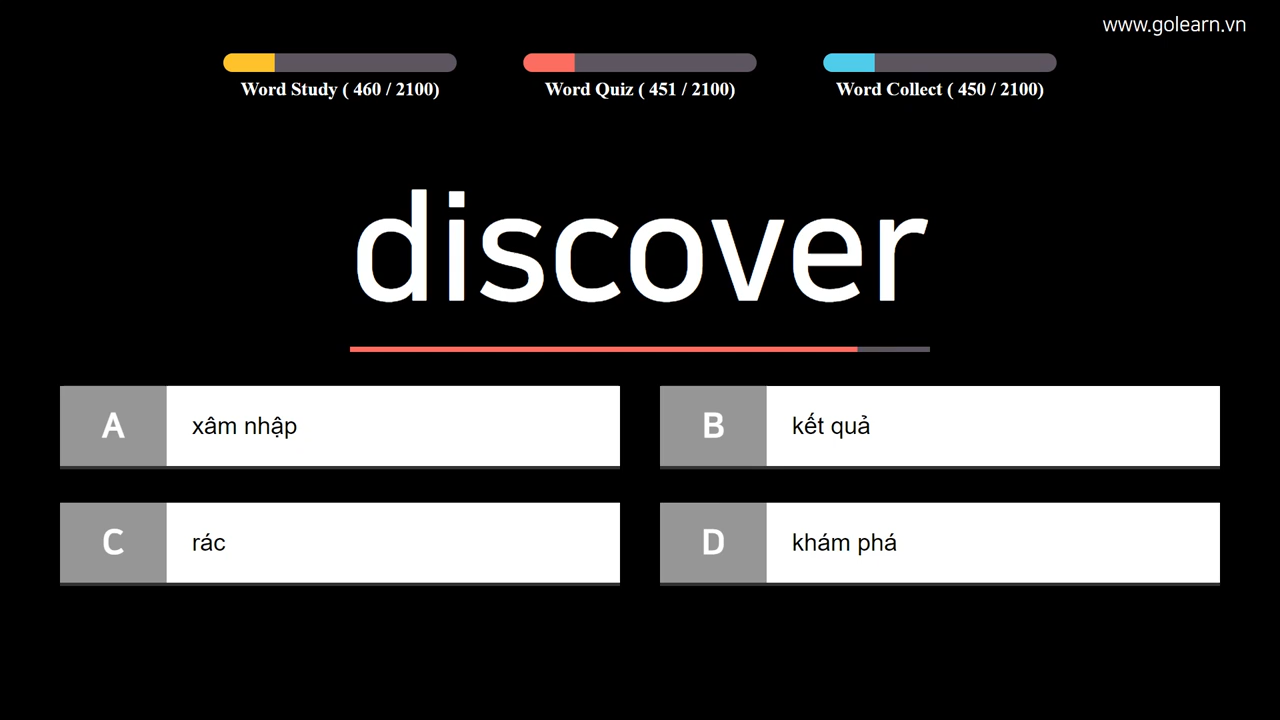 www.golearn.vn
Word Study ( 460 / 2100)
Word Quiz ( 451 / 2100)
Word Collect ( 450 / 2100)
discover
A xâm nhập
B kết quả
C rác
D khám phá